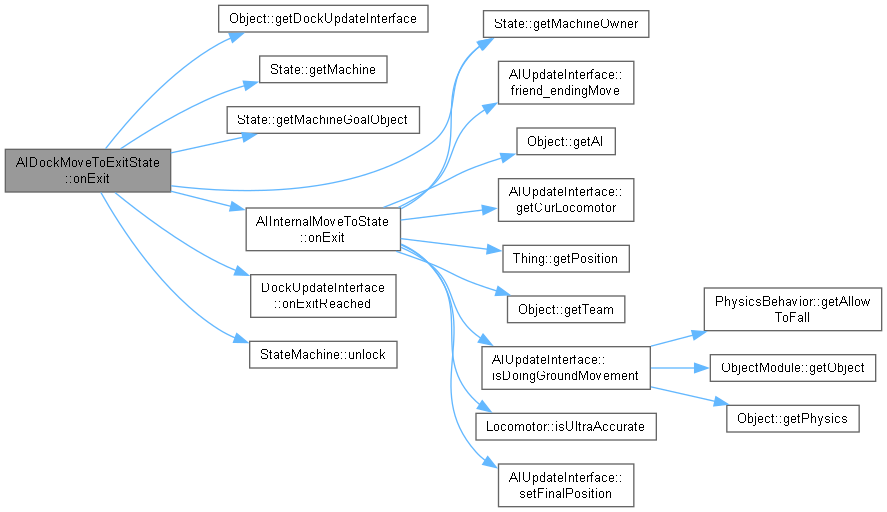 Object::getDockUpdateInterface
State::getMachine
State::getMachineGoalObject
AIDockMoveToExitState
::onExit
AIInternalMoveToState
::onExit
DockUpdateInterface
::onExitReached
StateMachine::unlock
State::getMachineOwner
AIUpdateInterface::
friend_endingMove
Object::getAI
AIUpdateInterface::
getCurLocomotor
Thing::getPosition
Object::getTeam
AIUpdateInterface::
isDoingGroundMovement
Locomotor::isUltraAccurate
AIUpdateInterface::
setFinalPosition
PhysicsBehavior::getAllow
ToFall
ObjectModule::getObject
Object::getPhysics